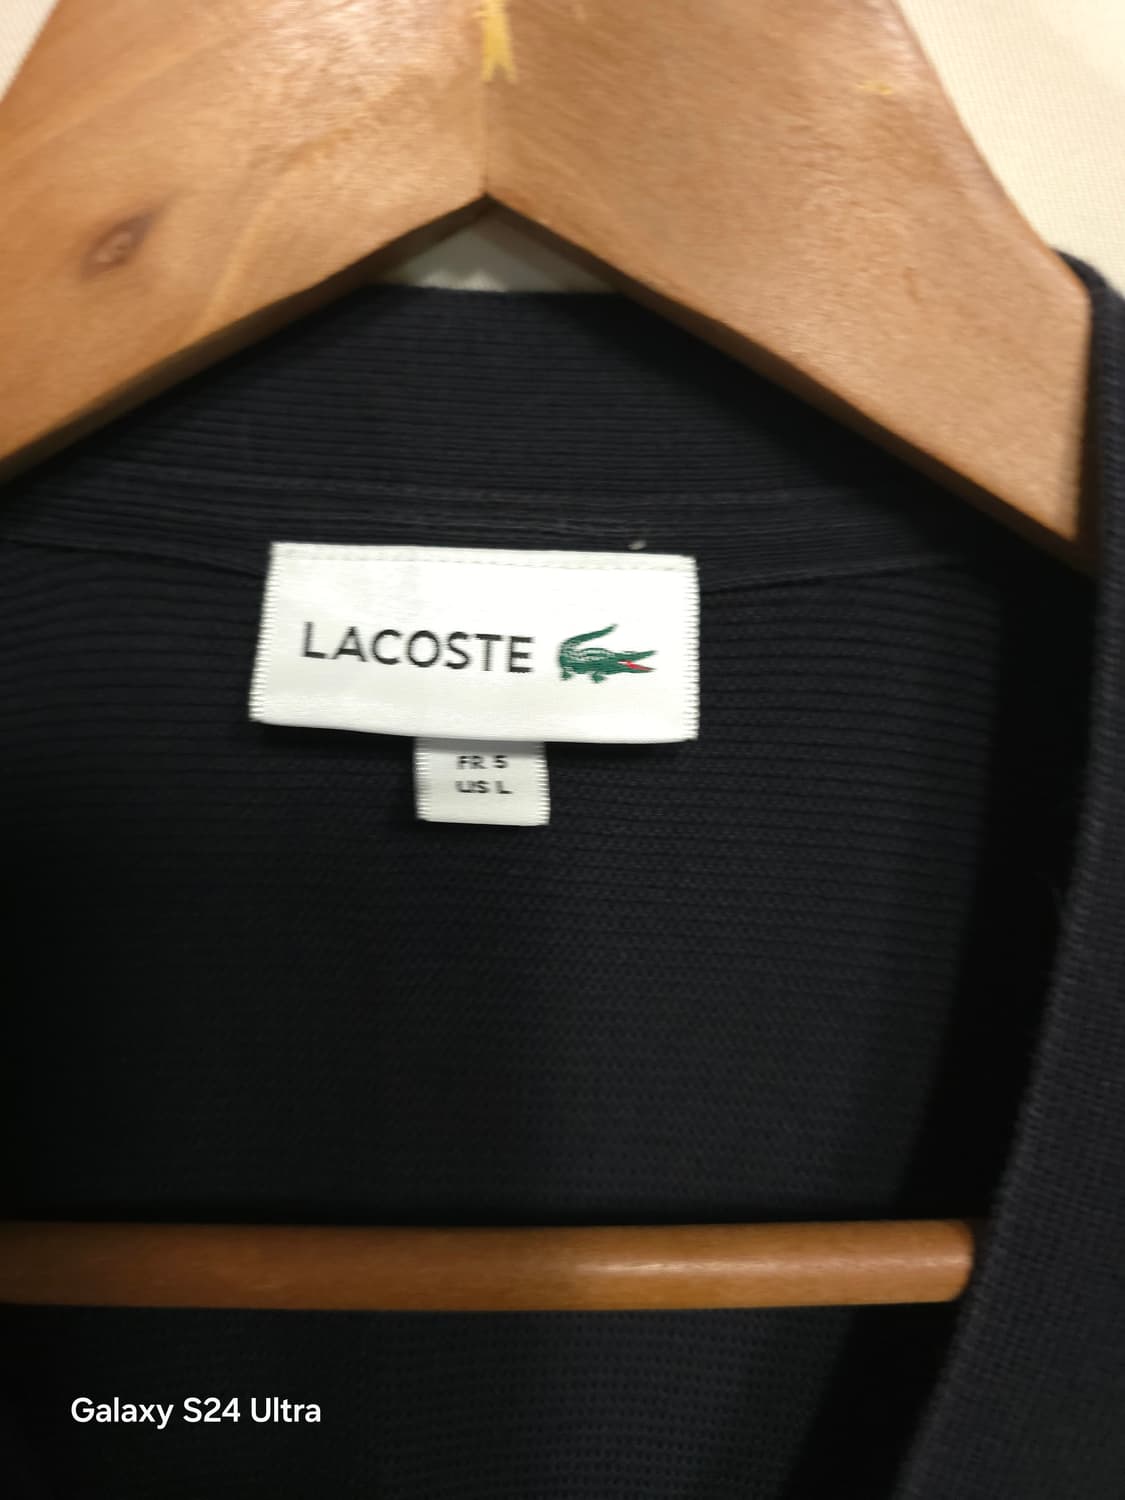 LACOSTE
FR 5
US L
Galaxy S24 Ultra